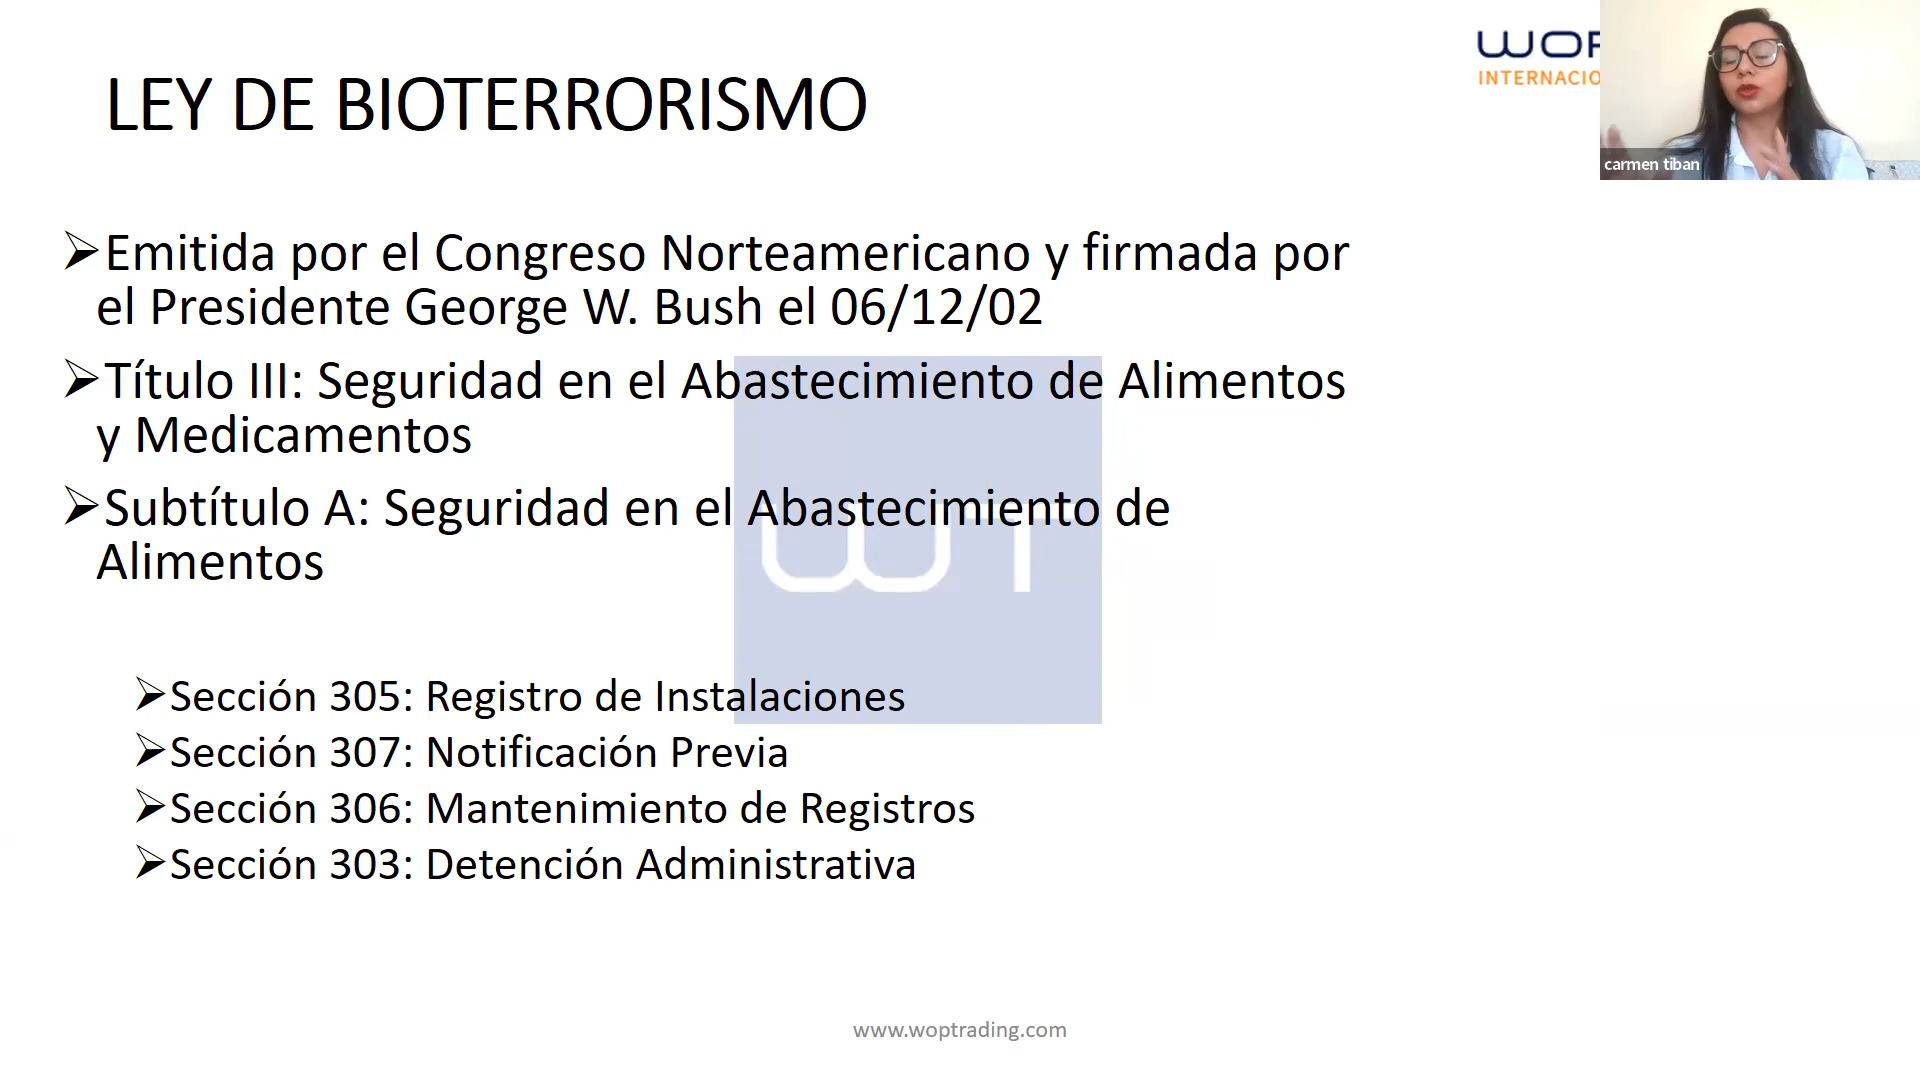 LEY DE BIOTERRORISMO
INTERNACIO
carmen tiban
➢Emitida por el Congreso Norteamericano y firmada por
el Presidente George W. Bush el 06/12/02
➢Título III: Seguridad en el Abastecimiento de Alimentos
y Medicamentos
➢Subtítulo A: Seguridad en el Abastecimiento de
Alimentos
WT
➢Sección 305: Registro de Instalaciones
➢Sección 307: Notificación Previa
➢Sección 306: Mantenimiento de Registros
➢Sección 303: Detención Administrativa
www.woptrading.com